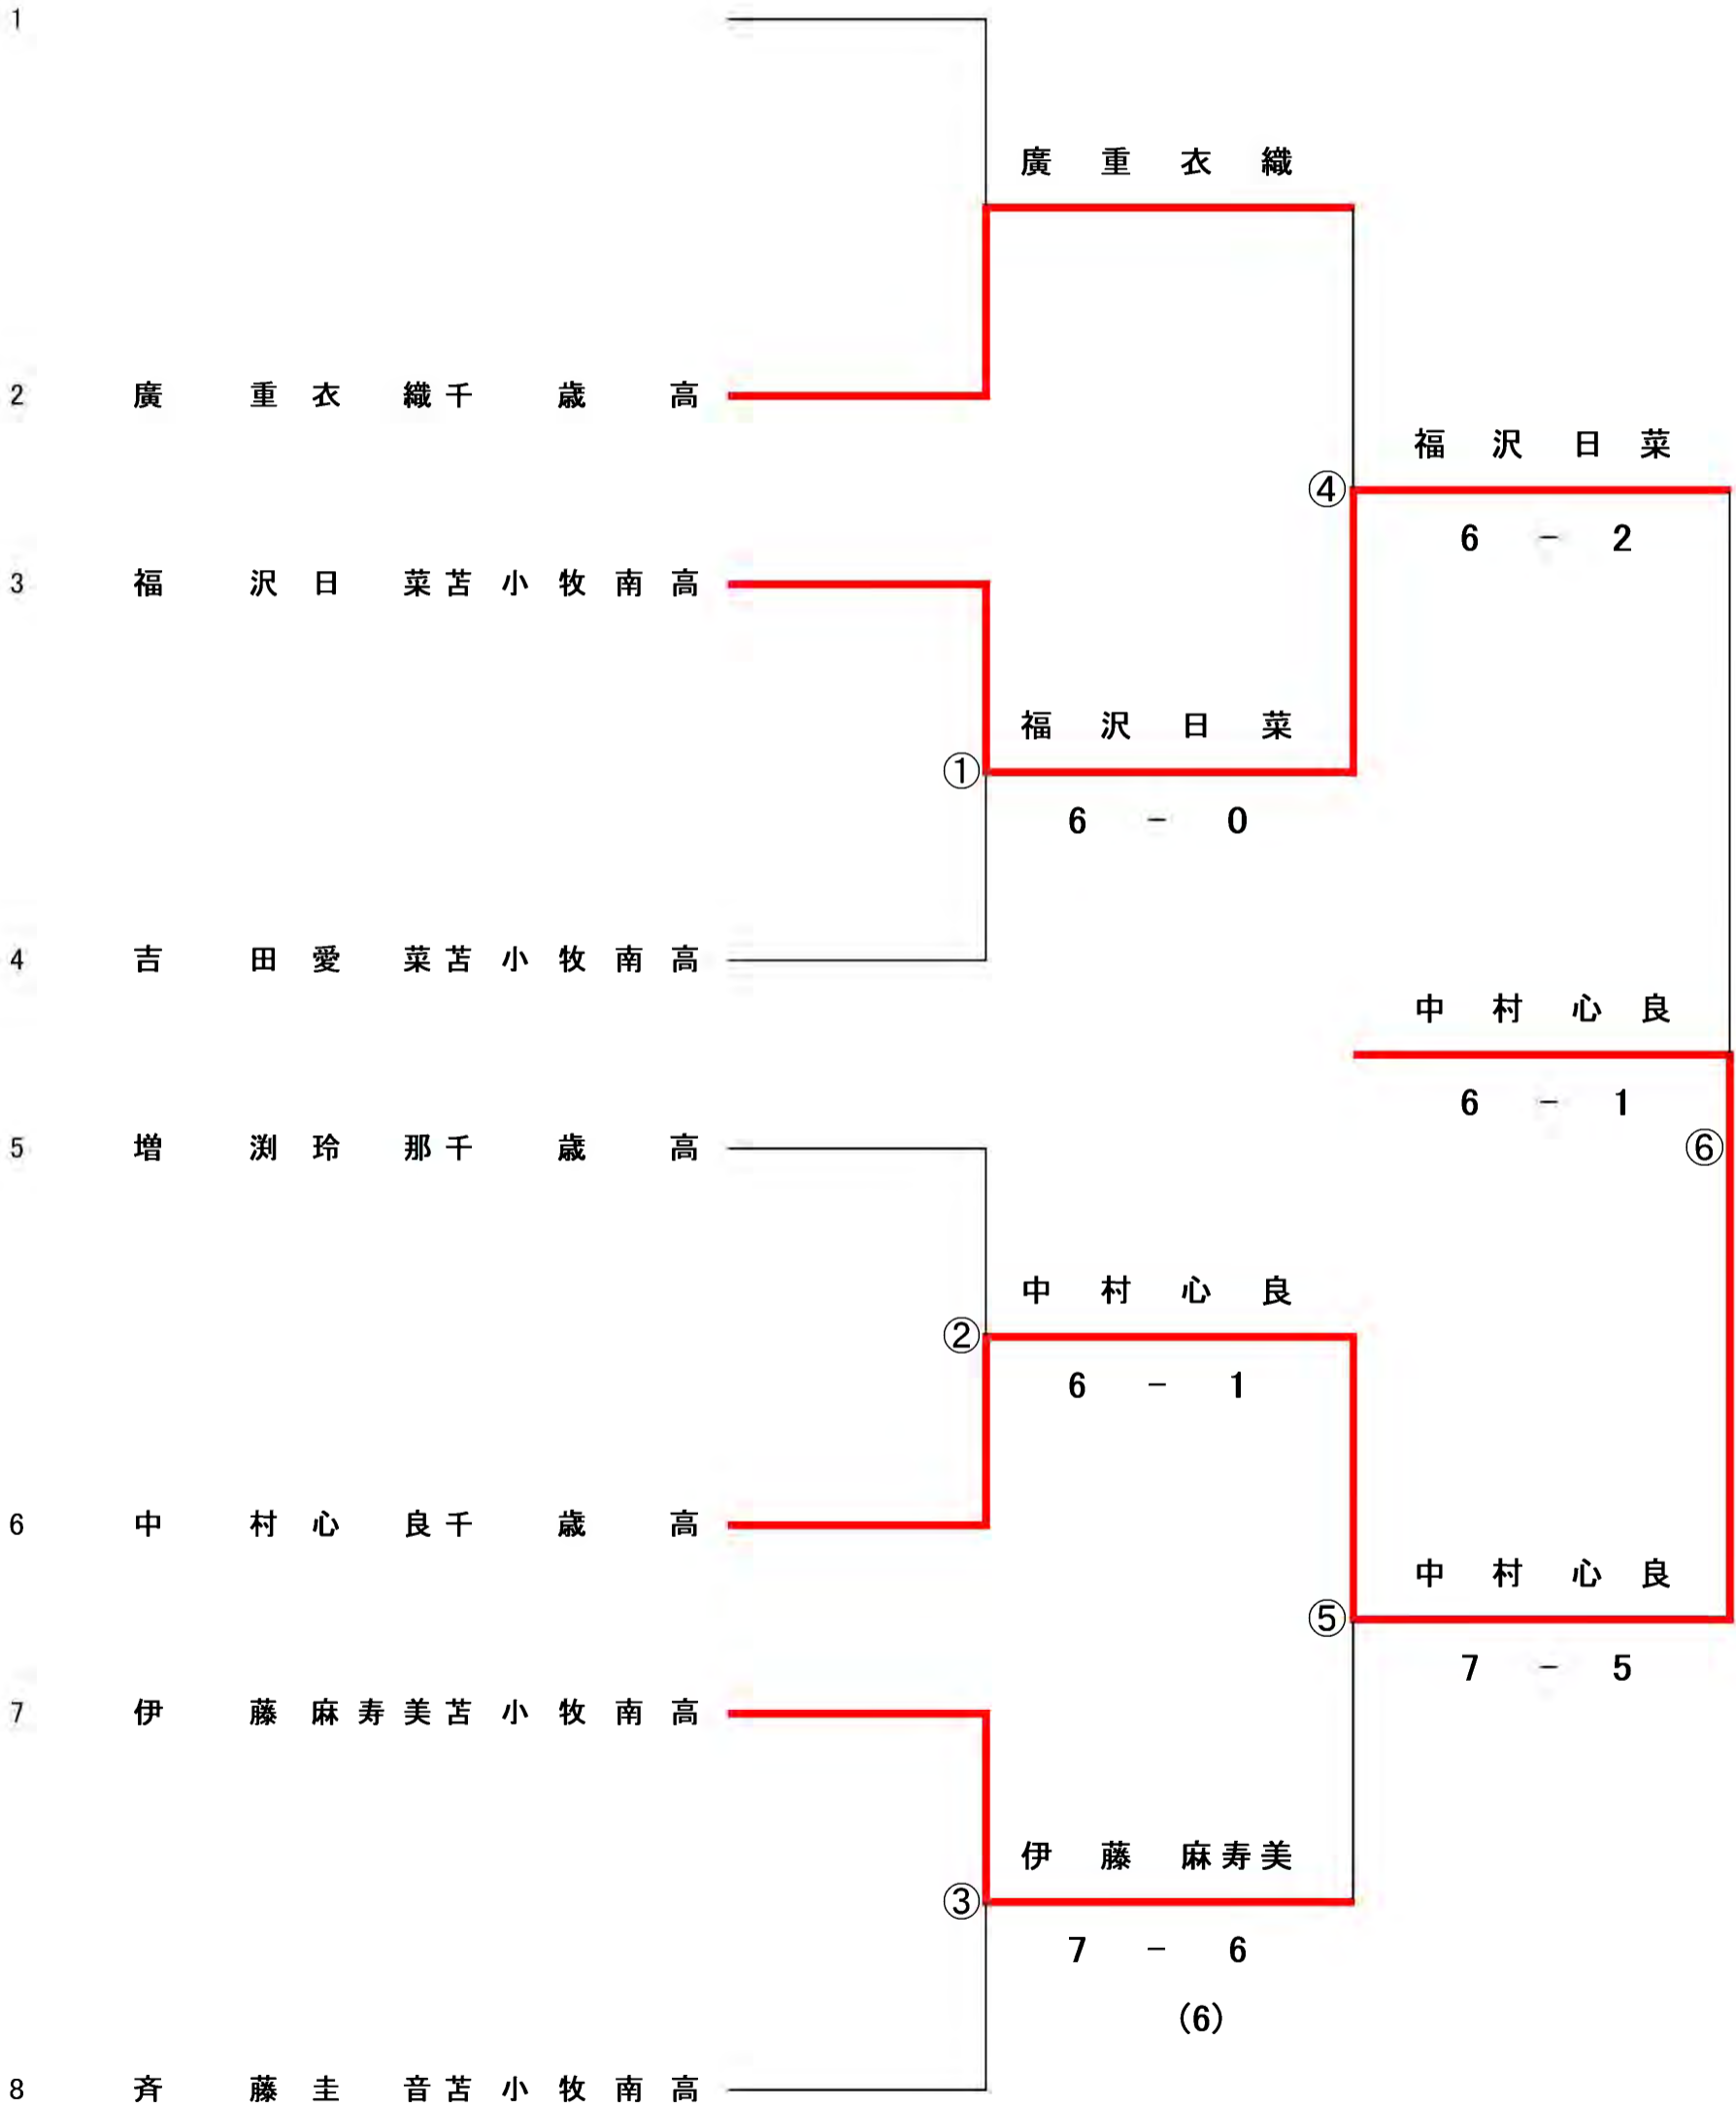 1
廣重衣織
2 廣重衣織 千歳高
福沢日菜
④
6 - 2
3 福沢日菜 苫小牧南高
福沢日菜
①
6 - 0
4 吉田愛菜 苫小牧南高
中村心良
6 - 1
5 増渕玲那 千歳高
⑥
中村心良
②
6 - 1
6 中村心良 千歳高
中村心良
⑤
7 - 5
7 伊藤麻寿美 苫小牧南高
伊藤麻寿美
③
7 - 6
(6)
8 斉藤圭音 苫小牧南高